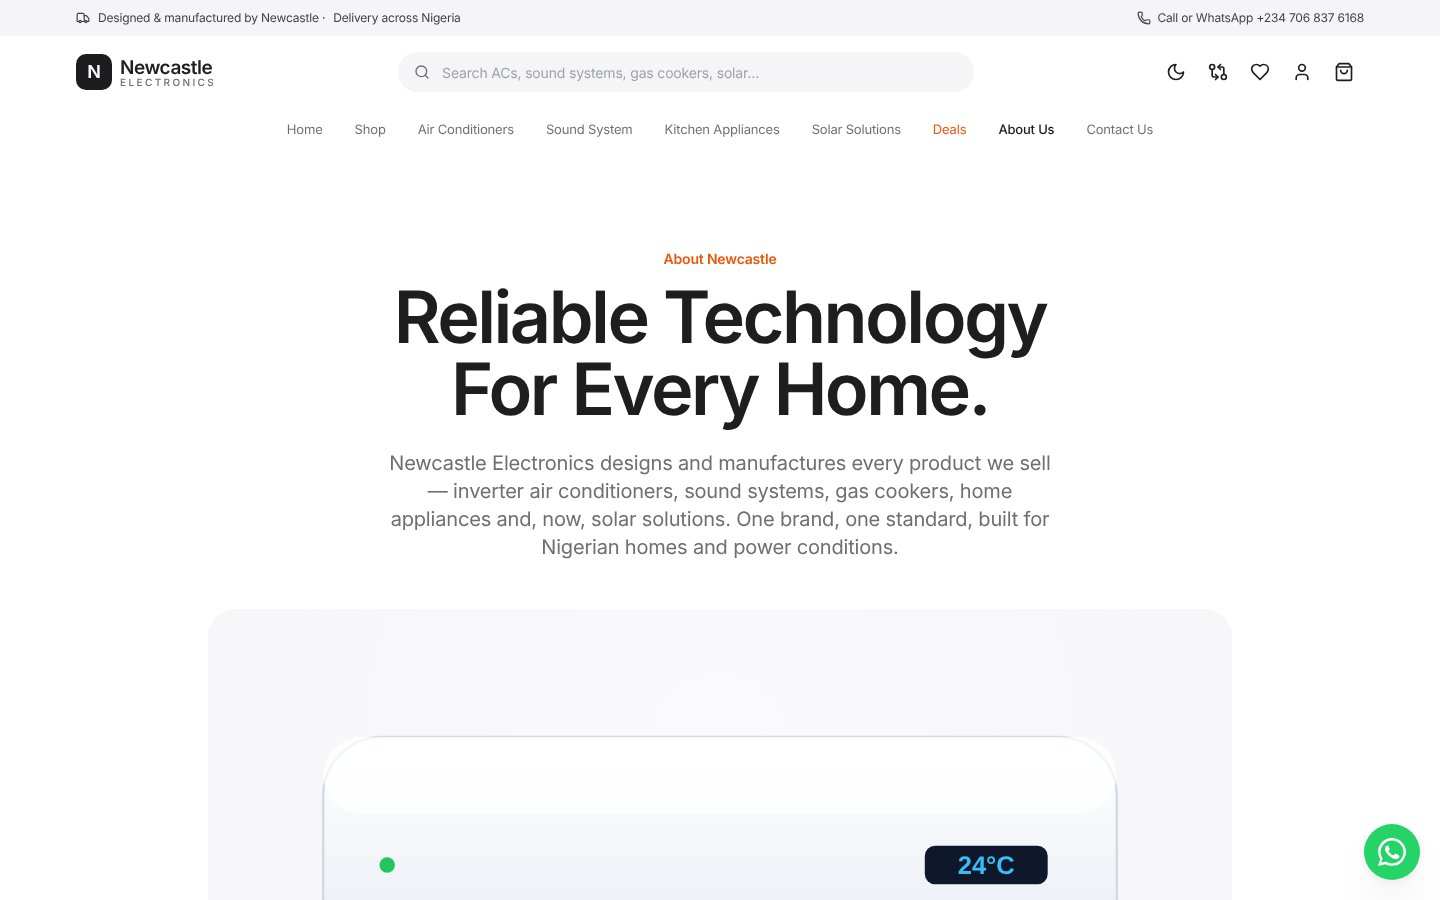 Designed & manufactured by Newcastle · Delivery across Nigeria
Call or WhatsApp +234 706 837 6168
N
Newcastle
ELECTRONICS
Search ACs, sound systems, gas cookers, solar...
Home
Shop
Air Conditioners
Sound System
Kitchen Appliances
Solar Solutions
Deals
About Us
Contact Us
About Newcastle
Reliable Technology
For Every Home.
Newcastle Electronics designs and manufactures every product we sell
— inverter air conditioners, sound systems, gas cookers, home
appliances and, now, solar solutions. One brand, one standard, built for
Nigerian homes and power conditions.
24°C